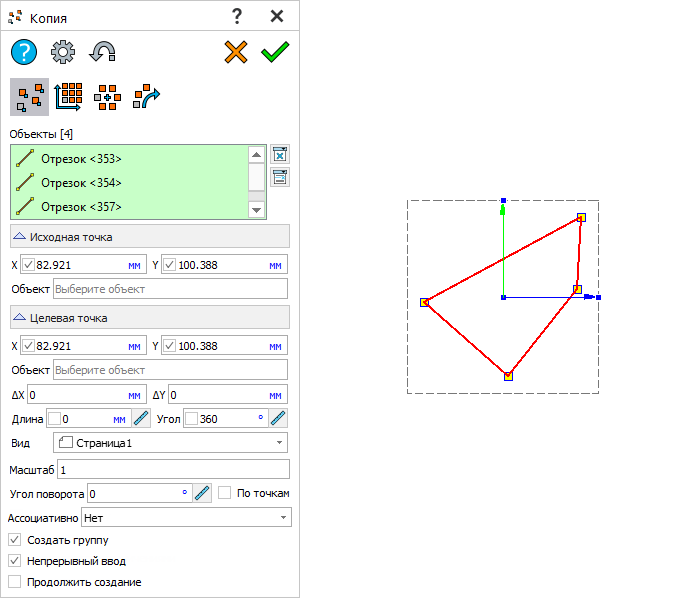 Копия ? ✕
?
Объекты [4]
Отрезок <353>
Отрезок <354>
Отрезок <357>
Исходная точка
X 82.921 мм Y 100.388 мм
Объект Выберите объект
Целевая точка
X 82.921 мм Y 100.388 мм
Объект Выберите объект
ΔX 0 мм ΔY 0 мм
Длина 0 мм Угол 360 °
Вид Страница1
Масштаб 1
Угол поворота 0 ° По точкам
Ассоциативно Нет
Создать группу
Непрерывный ввод
Продолжить создание